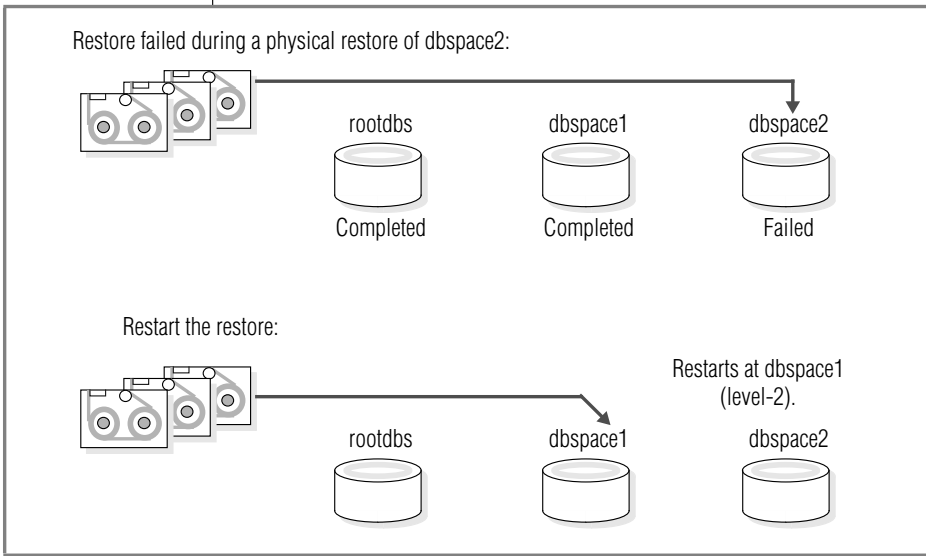 Restore failed during a physical restore of dbspace2:
rootdbs
dbspace1
dbspace2
Completed
Completed
Failed
Restart the restore:
Restarts at dbspace1
(level-2).
rootdbs
dbspace1
dbspace2